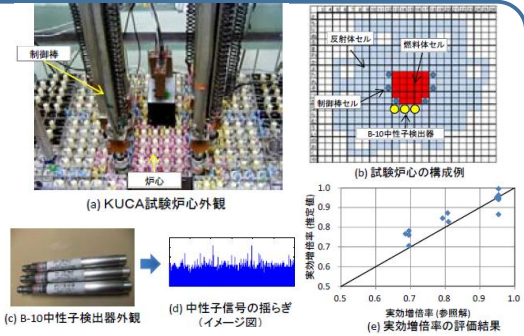 制御棒
炉心
(a) KUCA試験炉心外観
反射体セル
燃料体セル
制御棒セル
B-10中性子検出器
(b) 試験炉心の構成例
(c) B-10中性子検出器外観
(d) 中性子信号の揺らぎ
(イメージ図)
実効増倍率 (推定値)
1.0
0.9
0.8
0.7
0.6
0.5
0.5 0.6 0.7 0.8 0.9 1.0
実効増倍率 (参照解)
(e) 実効増倍率の評価結果